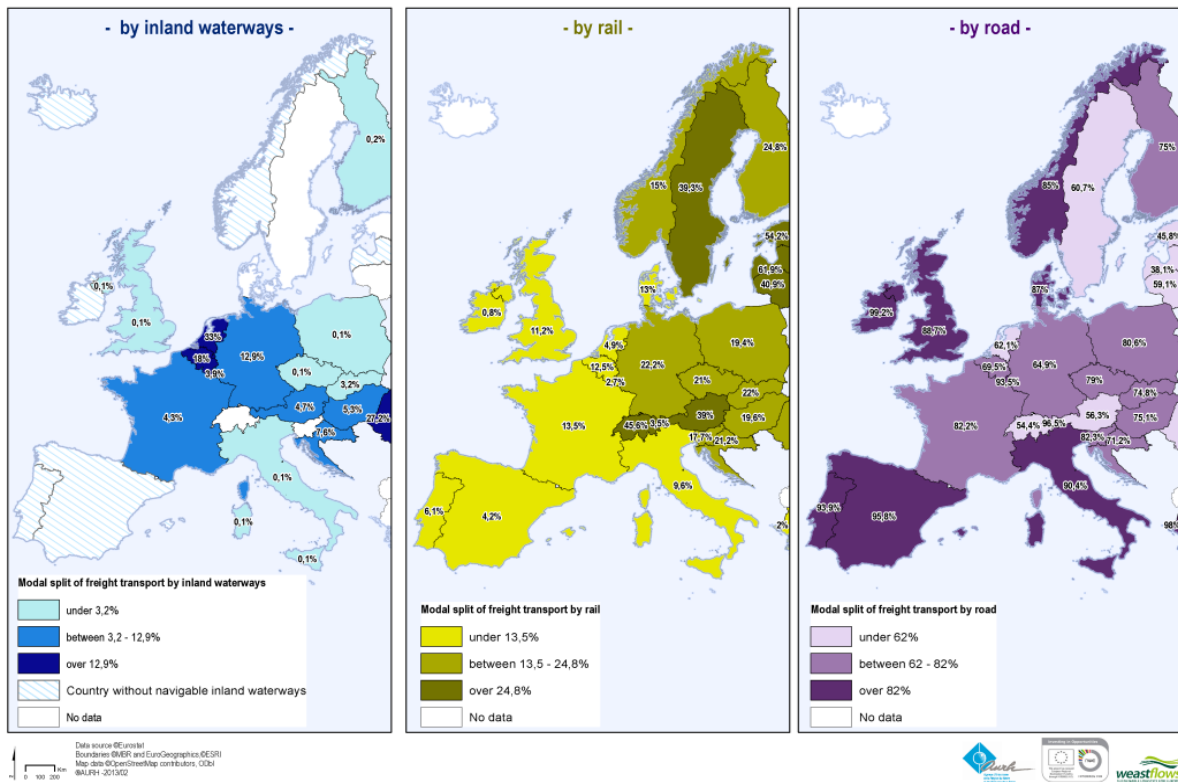 - by inland waterways -
0,2%
0,1%
0,1%
33%
0,1%
12,9%
3,9%
0,1%
3,2%
4,7%
5,3%
27,2%
4,3%
7,6%
0,1%
0,1%
0,1%
Modal split of freight transport by inland waterways
under 3,2%
between 3,2 - 12,9%
over 12,9%
Country without navigable inland waterways
No data
- by rail -
24,8%
15%
39,3%
54,2%
61,9%
40,9%
13%
0,8%
11,2%
4,9%
19,4%
12,5%
22,2%
2,7%
21%
22%
39%
45,6%
3,5%
19,6%
13,5%
17,7%
21,2%
9,6%
6,1%
4,2%
2%
Modal split of freight transport by rail
under 13,5%
between 13,5 - 24,8%
over 24,8%
No data
- by road -
75%
85%
60,7%
45,8%
38,1%
59,1%
87%
99,2%
88,7%
62,1%
80,6%
69,5%
64,9%
93,5%
79%
74,8%
56,3%
54,4%
96,5%
75,1%
82,2%
82,3%
71,2%
90,4%
93,9%
95,8%
98%
Modal split of freight transport by road
under 62%
between 62 - 82%
over 82%
No data
Data source ©Eurostat
Boundaries ©MBR and EuroGeographics,©ESRI
Map data ©OpenStreetMap contributors, ODbl
©AURH -2013/02
0 100 200 Km
aurh
weastflows